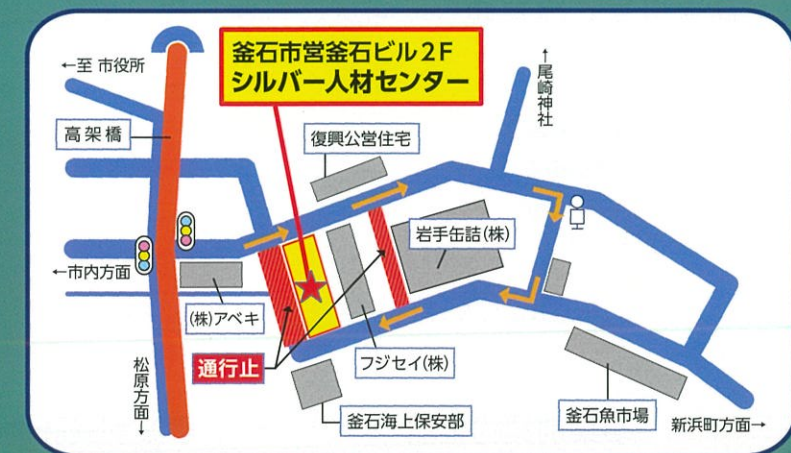 釜石市営釜石ビル2F
シルバー人材センター
←至 市役所
↑尾崎神社
高架橋
復興公営住宅
岩手缶詰(株)
←市内方面
(株)アベキ
通行止
フジセイ(株)
松原方面↓
釜石海上保安部
釜石魚市場
新浜町方面→